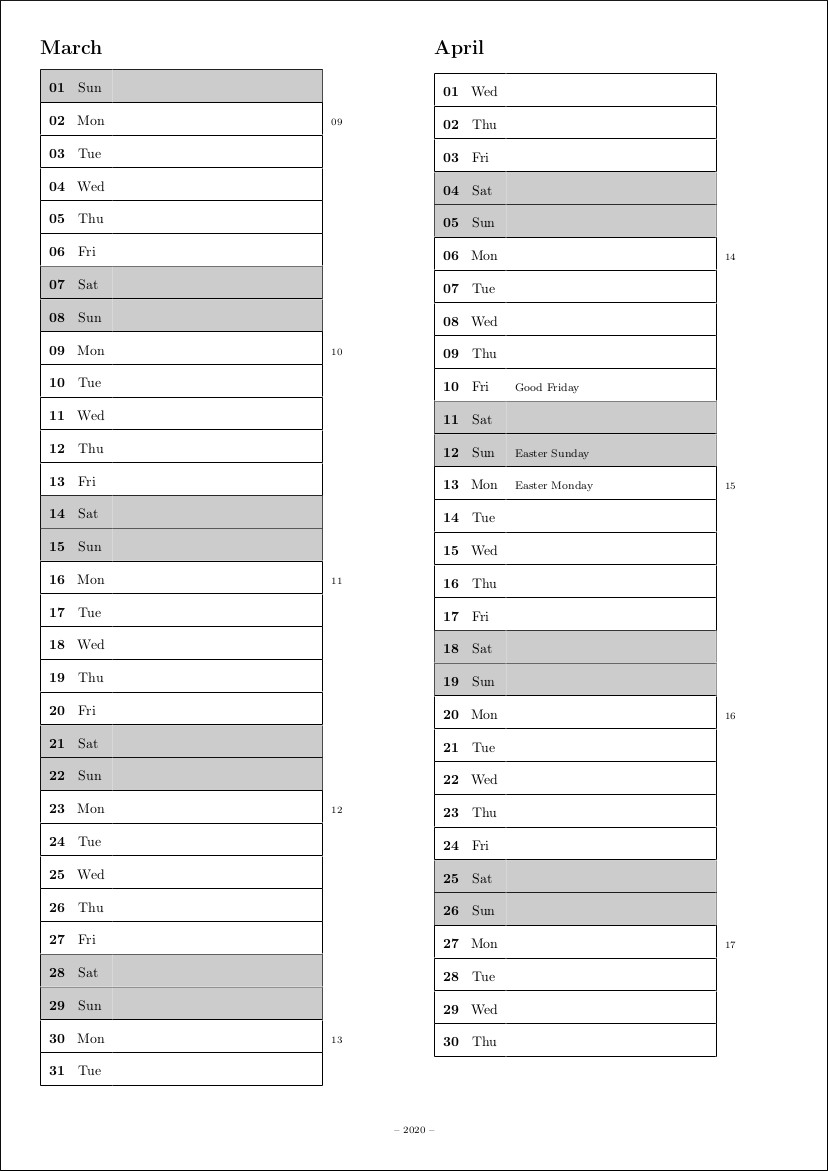 March
01 Sun
02 Mon 09
03 Tue
04 Wed
05 Thu
06 Fri
07 Sat
08 Sun
09 Mon 10
10 Tue
11 Wed
12 Thu
13 Fri
14 Sat
15 Sun
16 Mon 11
17 Tue
18 Wed
19 Thu
20 Fri
21 Sat
22 Sun
23 Mon 12
24 Tue
25 Wed
26 Thu
27 Fri
28 Sat
29 Sun
30 Mon 13
31 Tue
April
01 Wed
02 Thu
03 Fri
04 Sat
05 Sun
06 Mon 14
07 Tue
08 Wed
09 Thu
10 Fri Good Friday
11 Sat
12 Sun Easter Sunday
13 Mon Easter Monday 15
14 Tue
15 Wed
16 Thu
17 Fri
18 Sat
19 Sun
20 Mon 16
21 Tue
22 Wed
23 Thu
24 Fri
25 Sat
26 Sun
27 Mon 17
28 Tue
29 Wed
30 Thu
– 2020 –